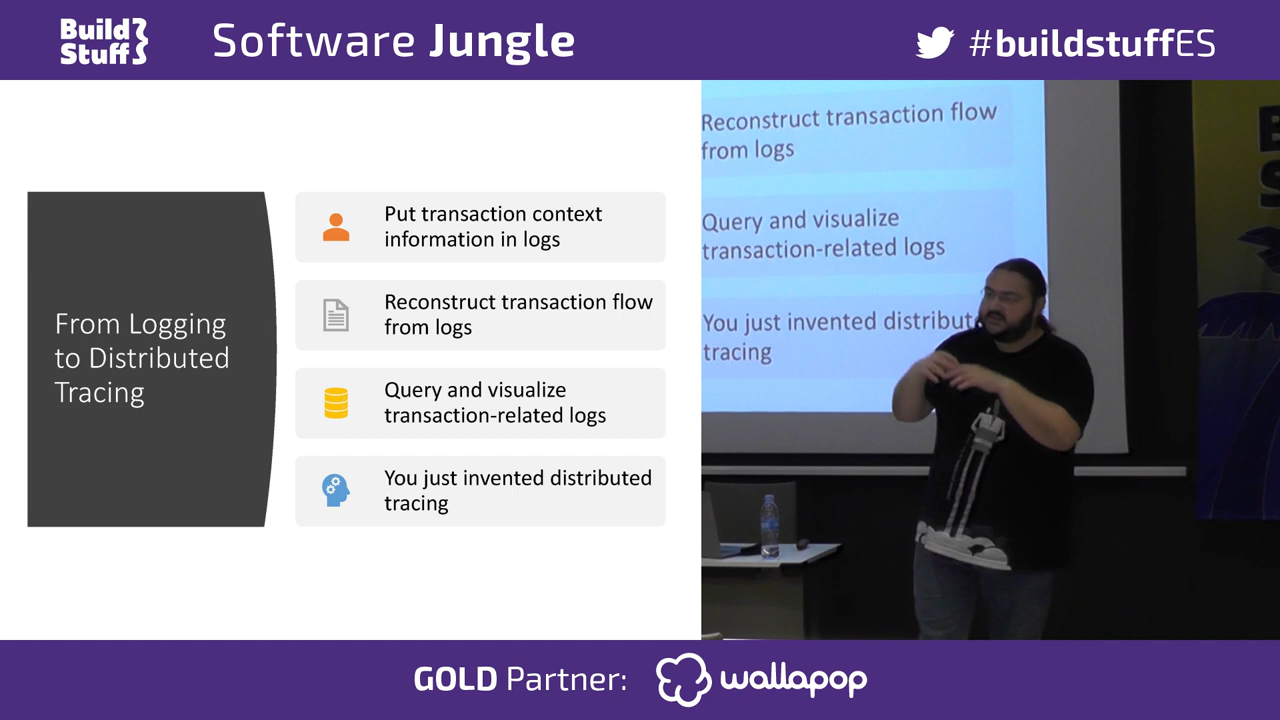 Build
Stuff
Software Jungle
#buildstuffES
From Logging
to Distributed
Tracing
Put transaction context
information in logs
Reconstruct transaction flow
from logs
Query and visualize
transaction-related logs
You just invented distributed
tracing
Reconstruct transaction flow
from logs
Query and visualize
transaction-related logs
You just invented distribut
tracing
GOLD Partner:
wallapop